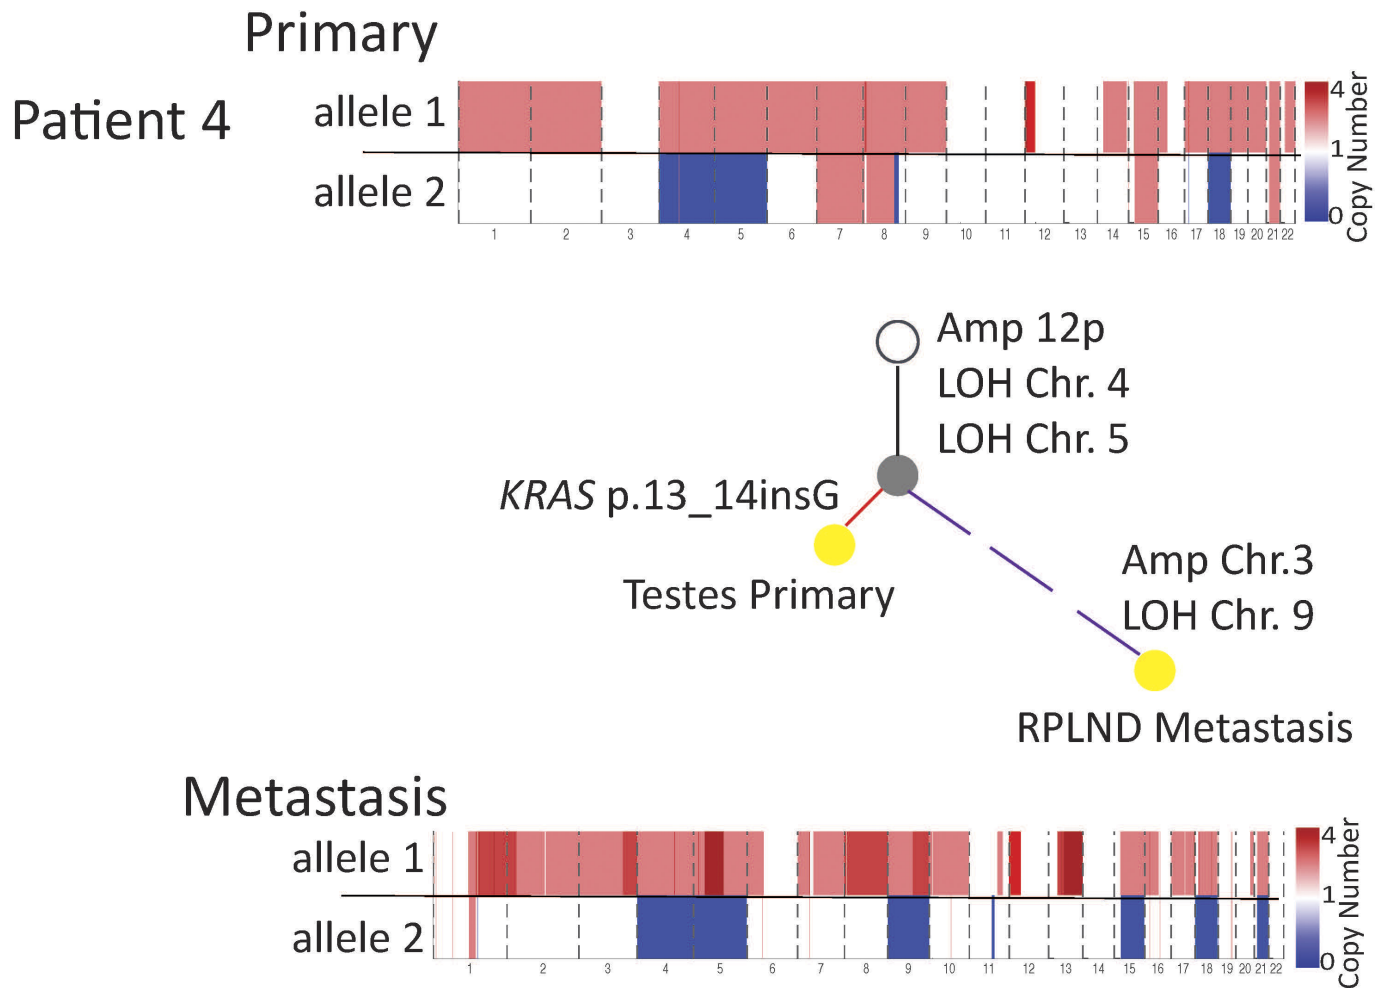 Primary
Patient 4
allele 1
allele 2
4
1
0
Copy Number
1 2 3 4 5 6 7 8 9 10 11 12 13 14 15 16 17 18 19 20 21 22
Amp 12p
LOH Chr. 4
LOH Chr. 5
KRAS p.13_14insG
Testes Primary
Amp Chr.3
LOH Chr. 9
RPLND Metastasis
Metastasis
allele 1
allele 2
4
1
0
Copy Number
1 2 3 4 5 6 7 8 9 10 11 12 13 14 15 16 17 18 19 20 21 22